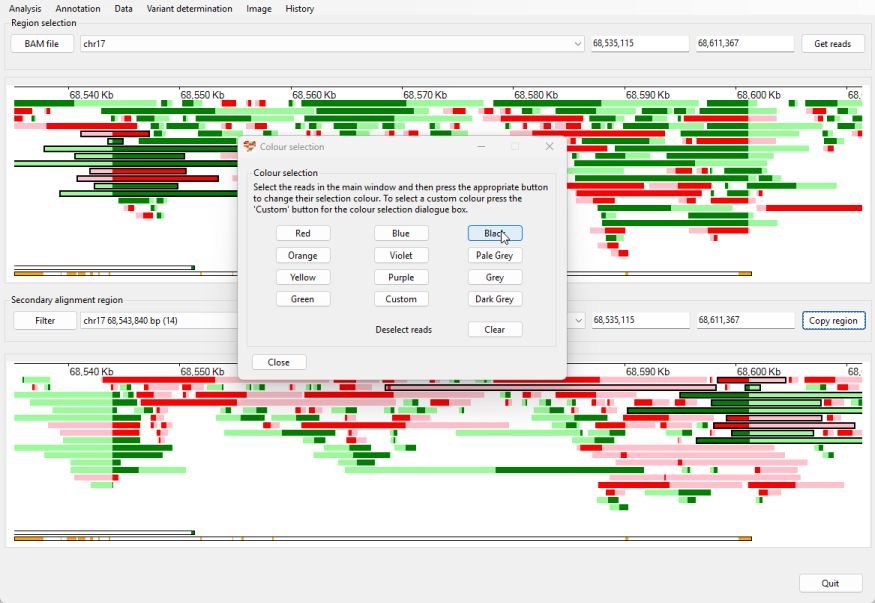 Analysis Annotation Data Variant determination Image History
Region selection
BAM file chr17 68,535,115 68,611,367 Get reads
68,540 Kb 68,550 Kb 68,560 Kb 68,570 Kb 68,580 Kb 68,590 Kb 68,600 Kb 68,
Colour selection
Colour selection
Select the reads in the main window and then press the appropriate button
to change their selection colour. To select a custom colour press the
'Custom' button for the colour selection dialogue box.
Red Blue Black
Orange Violet Pale Grey
Yellow Purple Grey
Green Custom Dark Grey
Deselect reads Clear
Close
Secondary alignment region
Filter chr17 68,543,840 bp (14) 68,535,115 68,611,367 Copy region
68,540 Kb 68,550 68,590 Kb 68,600 Kb 68,
Quit